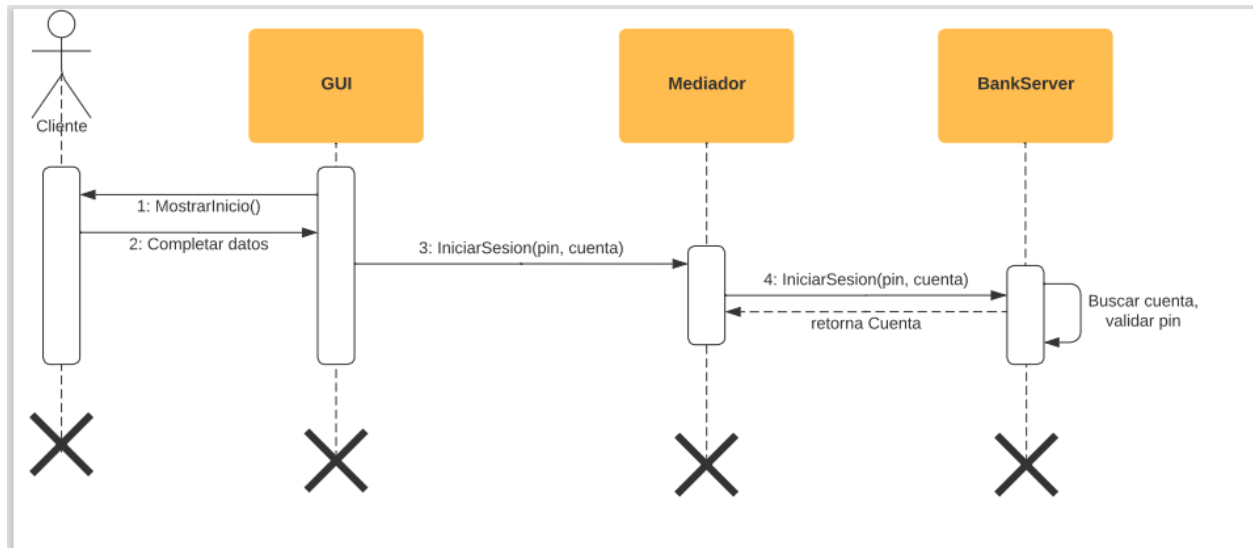 Cliente
GUI
Mediador
BankServer
1: MostrarInicio()
2: Completar datos
3: IniciarSesion(pin, cuenta)
4: IniciarSesion(pin, cuenta)
retorna Cuenta
Buscar cuenta,
validar pin